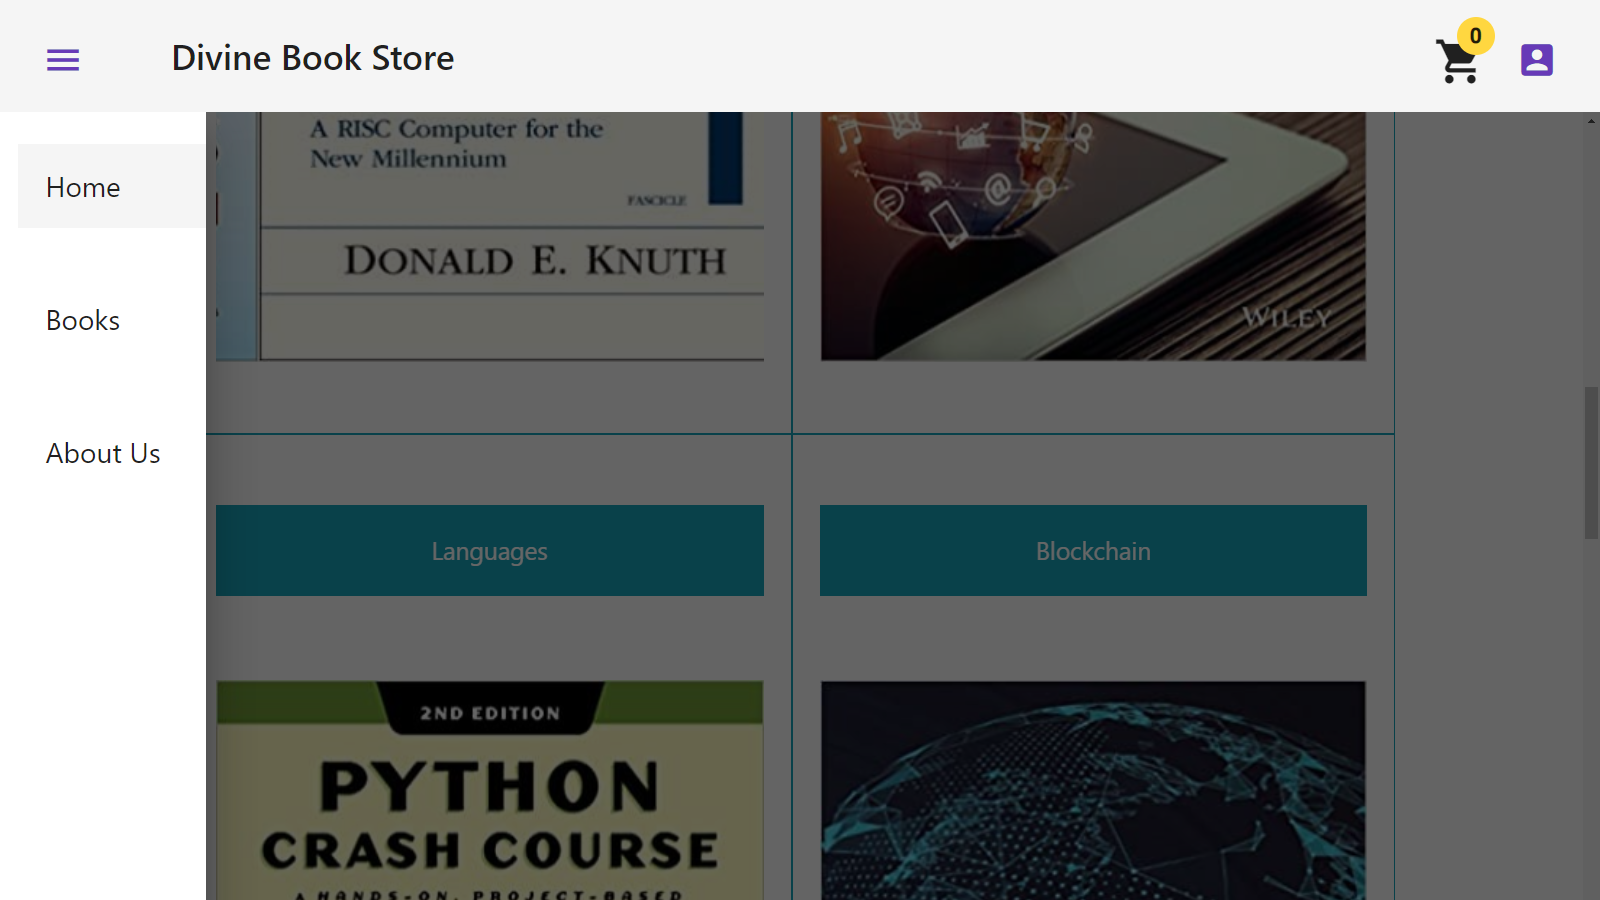 Divine Book Store
0
Home
Books
About Us
A RISC Computer for the
New Millennium
FASCICLE
DONALD E. KNUTH
WILEY
Languages
Blockchain
2ND EDITION
PYTHON
CRASH COURSE
A HANDS-ON, PROJECT-BASED